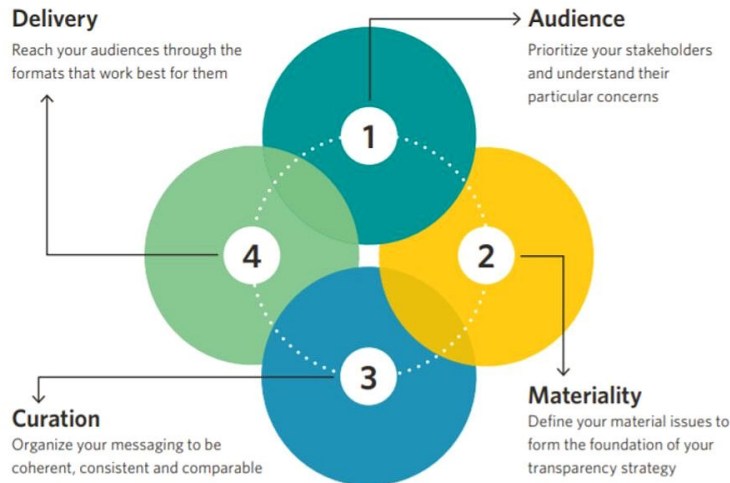 Delivery
Reach your audiences through the
formats that work best for them
Audience
Prioritize your stakeholders
and understand their
particular concerns
1
4
2
3
Curation
Organize your messaging to be
coherent, consistent and comparable
Materiality
Define your material issues to
form the foundation of your
transparency strategy